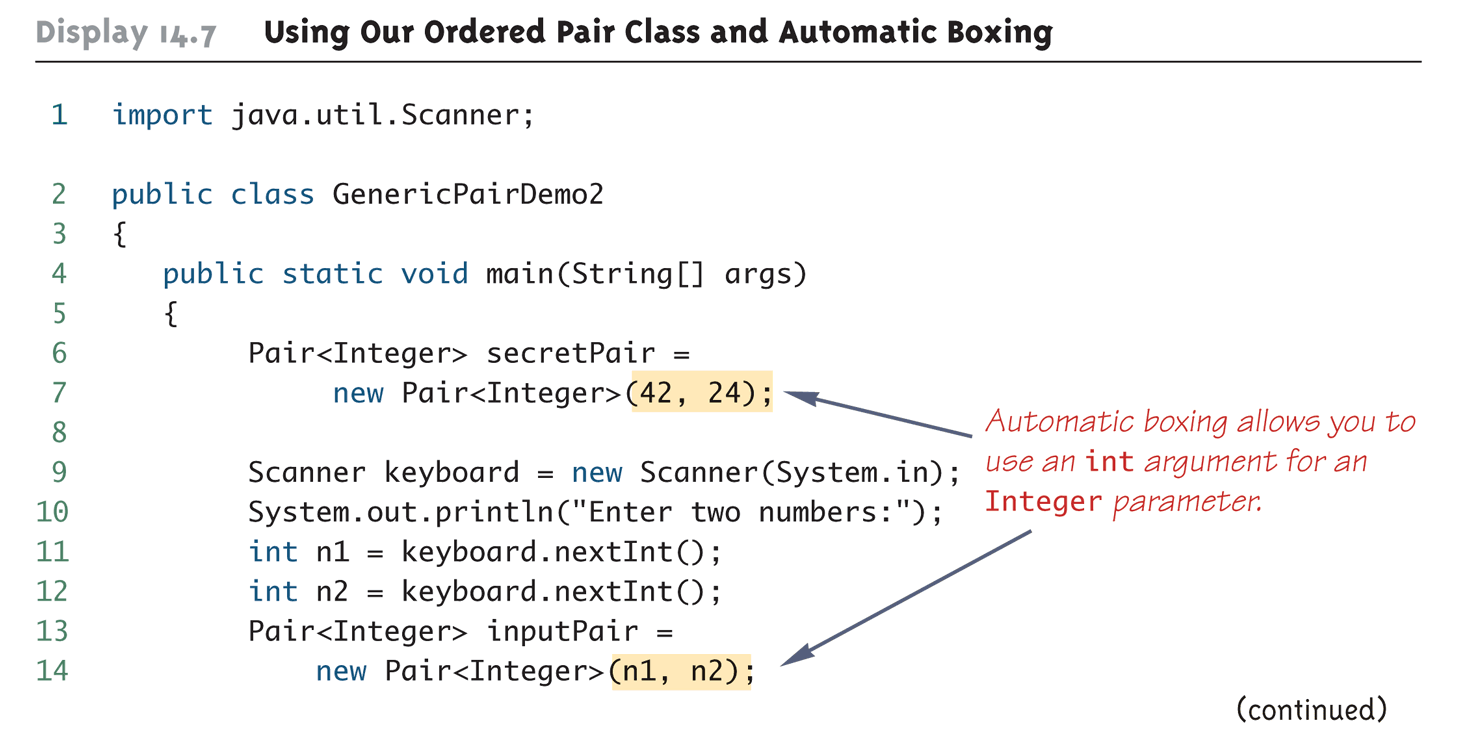 Display 14.7 Using Our Ordered Pair Class and Automatic Boxing
1 import java.util.Scanner;
2 public class GenericPairDemo2
3 {
4 public static void main(String[] args)
5 {
6 Pair<Integer> secretPair =
7 new Pair<Integer>(42, 24);
8
9 Scanner keyboard = new Scanner(System.in);
10 System.out.println("Enter two numbers:");
11 int n1 = keyboard.nextInt();
12 int n2 = keyboard.nextInt();
13 Pair<Integer> inputPair =
14 new Pair<Integer>(n1, n2);
Automatic boxing allows you to
use an int argument for an
Integer parameter.
(continued)